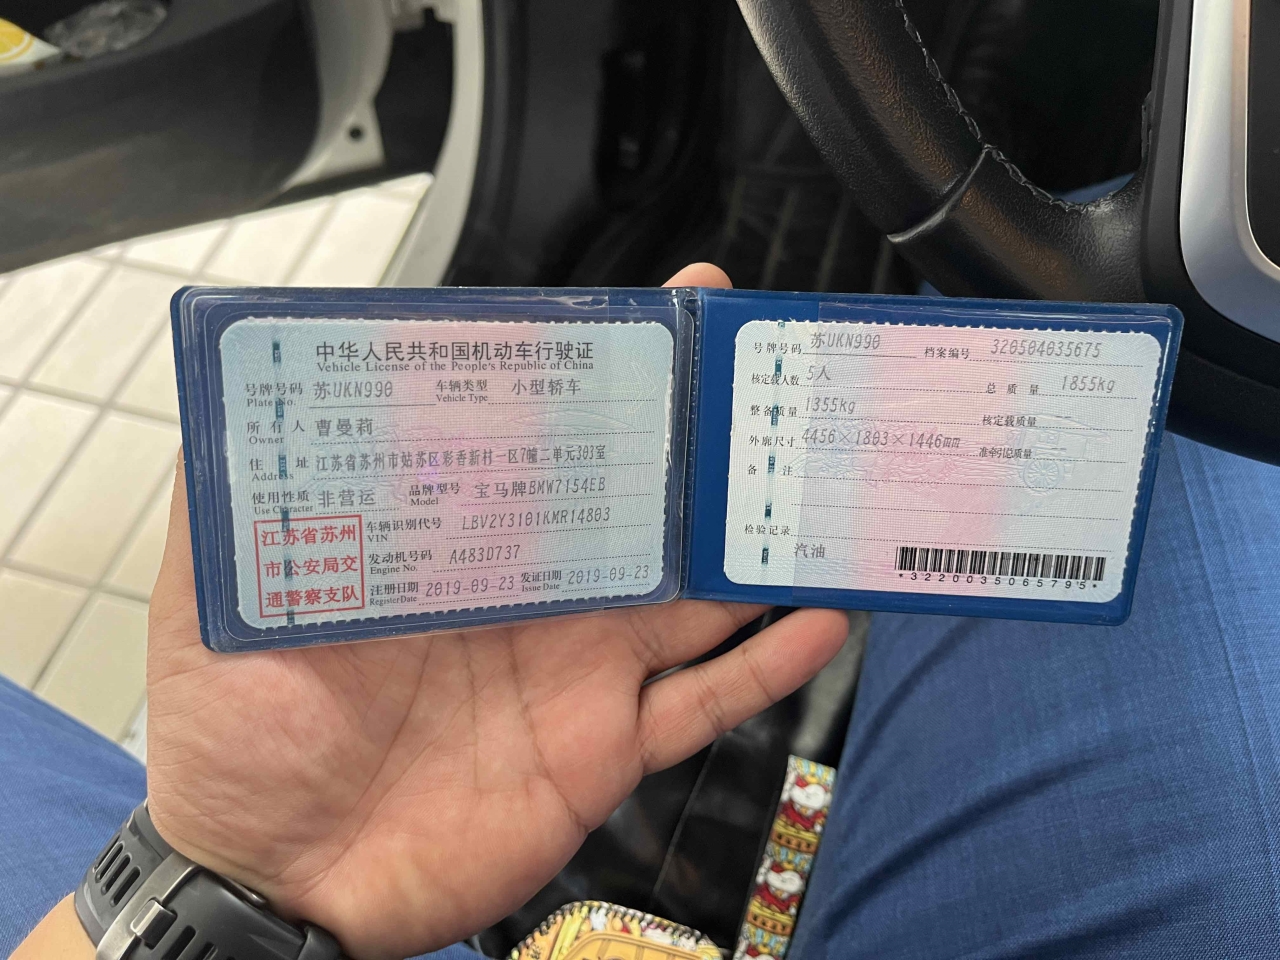 中华人民共和国机动车行驶证
Vehicle License of the People's Republic of China
号牌号码 苏UKN990 车辆类型 小型轿车
Plate No. Vehicle Type
所有人 曹曼莉
Owner
住址 江苏省苏州市姑苏区彩香新村一区7幢二单元303室
Address
使用性质 非营运 品牌型号 宝马牌BMW7154EB
Use Character Model
江苏省苏州
市公安局交
通警察支队
车辆识别代号 LBV2Y3101KMR14803
VIN
发动机号码 A483D737
Engine No.
注册日期 2019-09-23 发证日期 2019-09-23
Register Date Issue Date
号牌号码 苏UKN990 档案编号 320504035675
核定载人数 5人 总质量 1855kg
整备质量 1355kg 核定载质量
外廓尺寸 4456×1803×1446mm 准牵引总质量
备注
检验记录
汽油
*3220035065795*